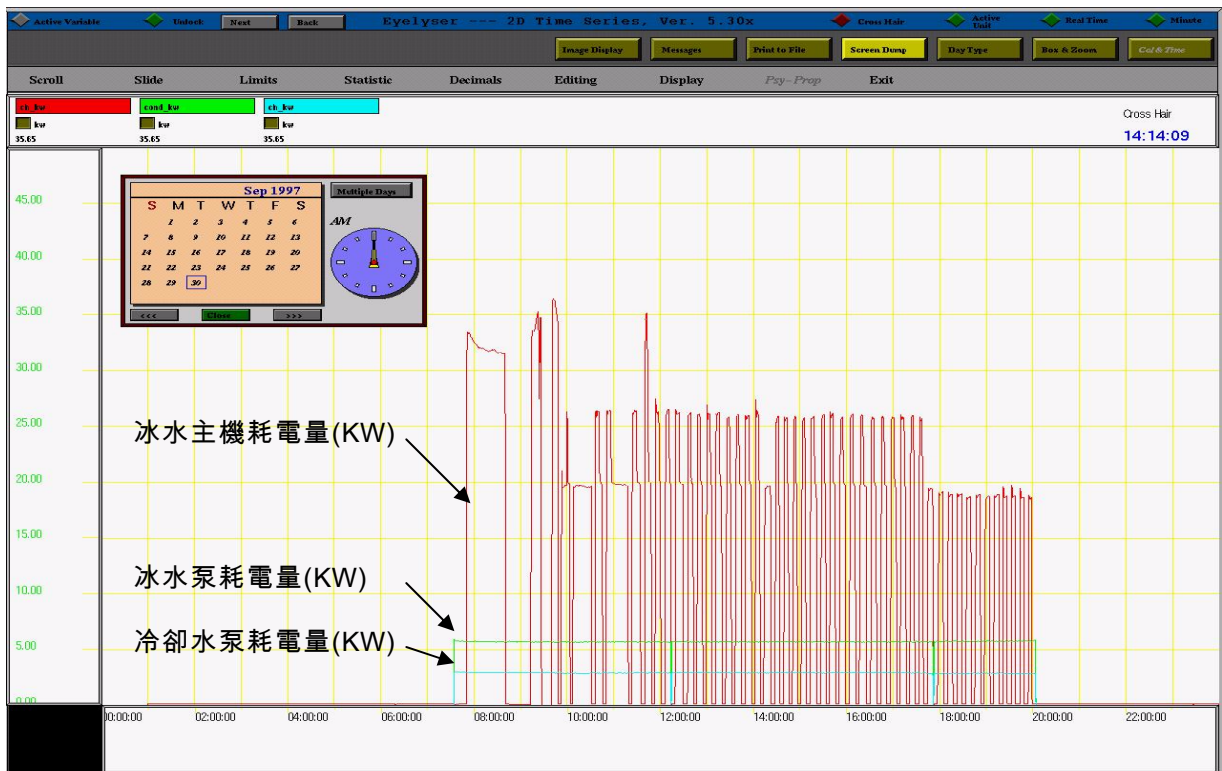 Active Variable Unlock Next Back Eyelyser --- 2D Time Series, Ver. 5.30x Cross Hair Active Unit Real Time Minute
Image Display Messages Print to File Screen Dump Day Type Box & Zoom Cal & Time
Scroll Slide Limits Statistic Decimals Editing Display Psy-Prop Exit
cond_kw ch_kw
kw kw kw
35.65 35.65 35.65
Cross Hair
14:14:09
Sep 1997 Multiple Days
S M T W T F S
AM
1 2 3 4 5 6
7 8 9 10 11 12 13
14 15 16 17 18 19 20
21 22 23 24 25 26 27
28 29 30
<<< Close >>>
45.00
40.00
35.00
30.00
25.00
20.00
15.00
10.00
5.00
0.00
冰水主機耗電量(KW)
冰水泵耗電量(KW)
冷卻水泵耗電量(KW)
00:00:00 02:00:00 04:00:00 06:00:00 08:00:00 10:00:00 12:00:00 14:00:00 16:00:00 18:00:00 20:00:00 22:00:00